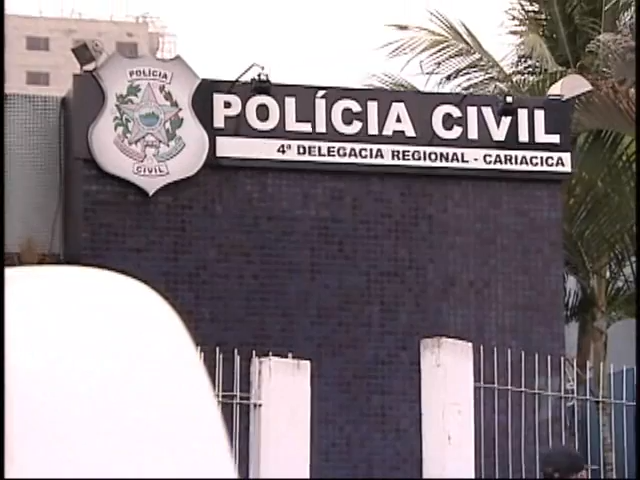 POLÍCIA
CIVIL
POLÍCIA CIVIL
4ª DELEGACIA REGIONAL - CARIACICA